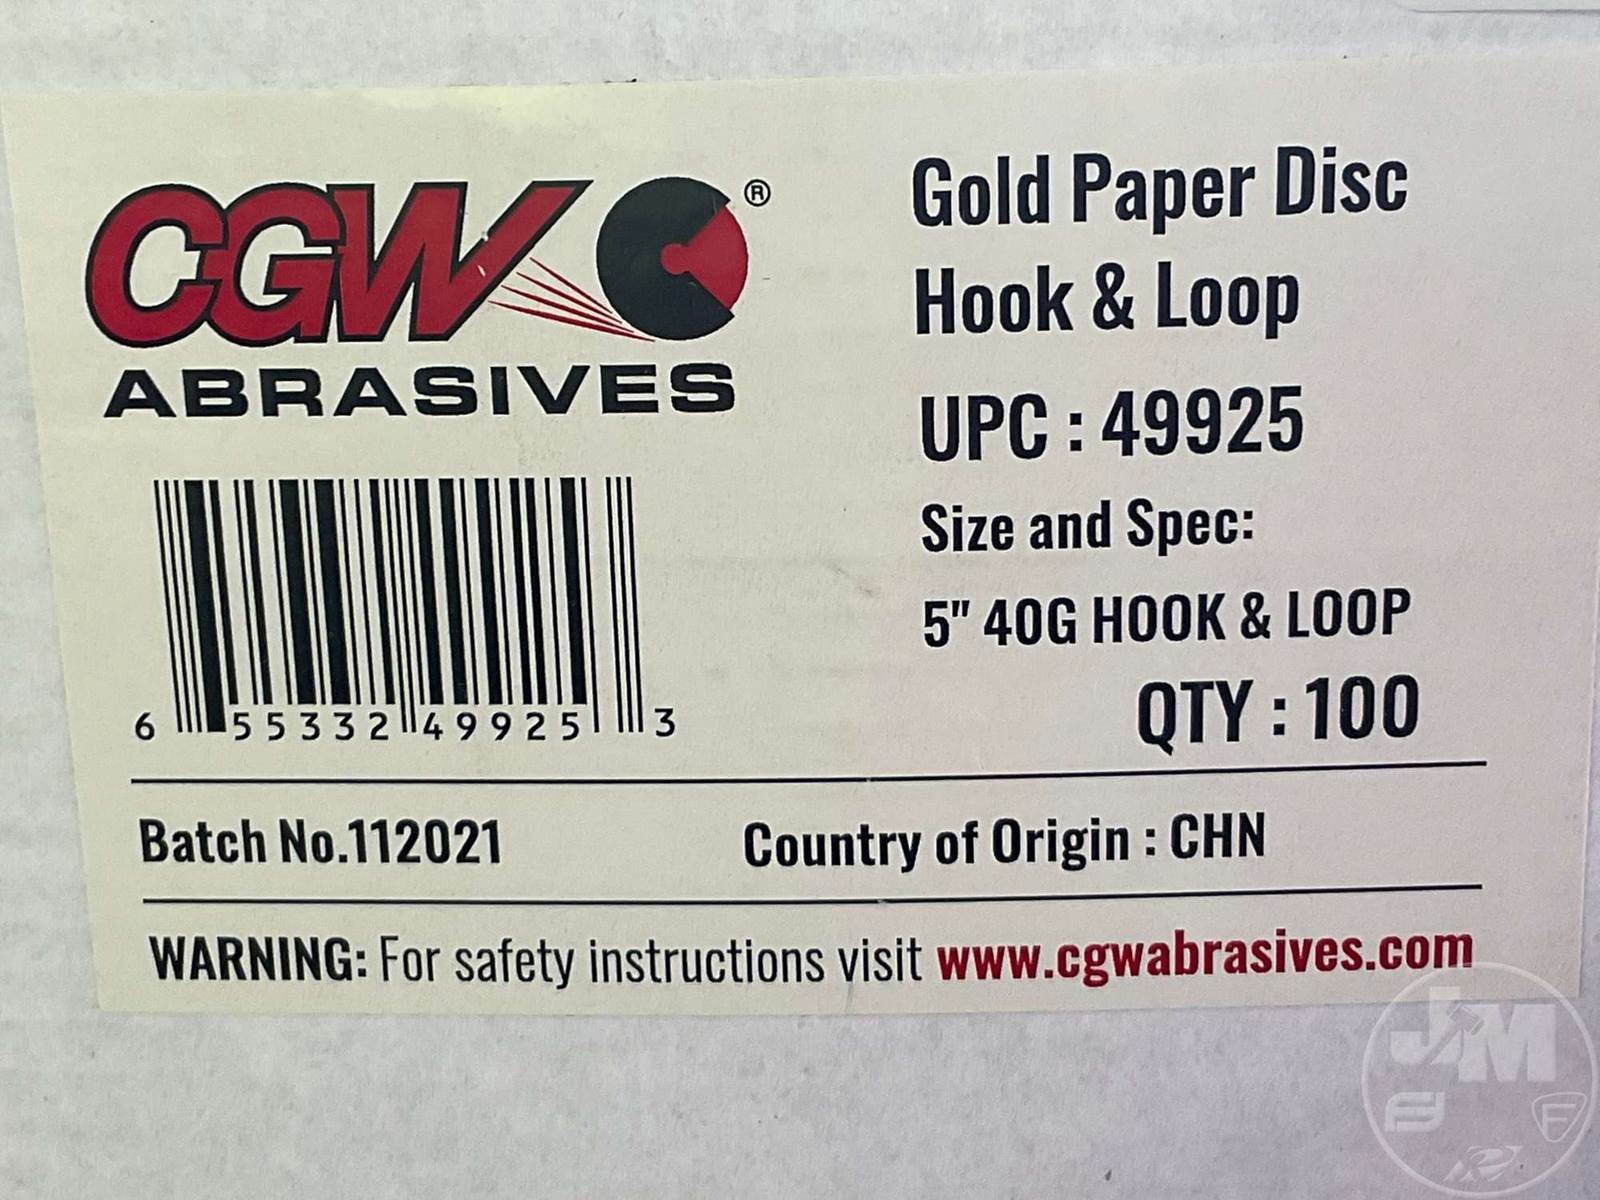 CGW®
ABRASIVES
6 55332 49925 3
Gold Paper Disc
Hook & Loop
UPC : 49925
Size and Spec:
5" 40G HOOK & LOOP
QTY : 100
Batch No.112021
Country of Origin : CHN
WARNING: For safety instructions visit www.cgwabrasives.com
JM